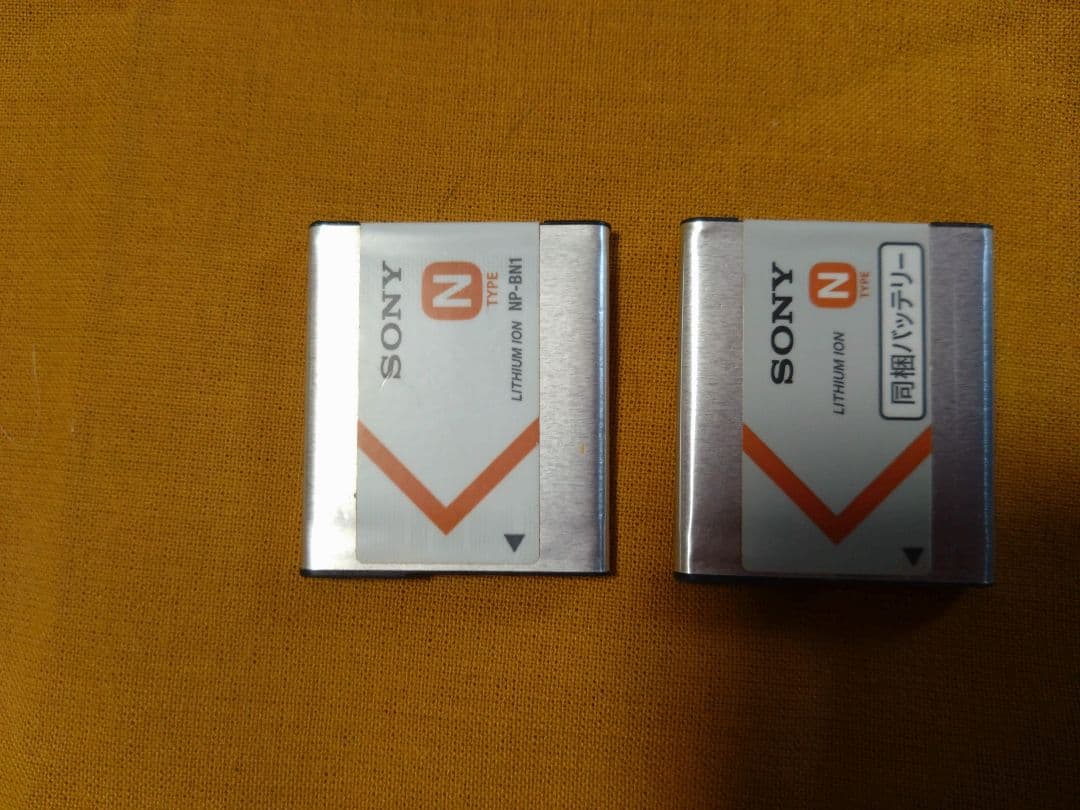 SONY
N
TYPE
LITHIUM ION NP-BN1
SONY
N
TYPE
LITHIUM ION
同梱バッテリー